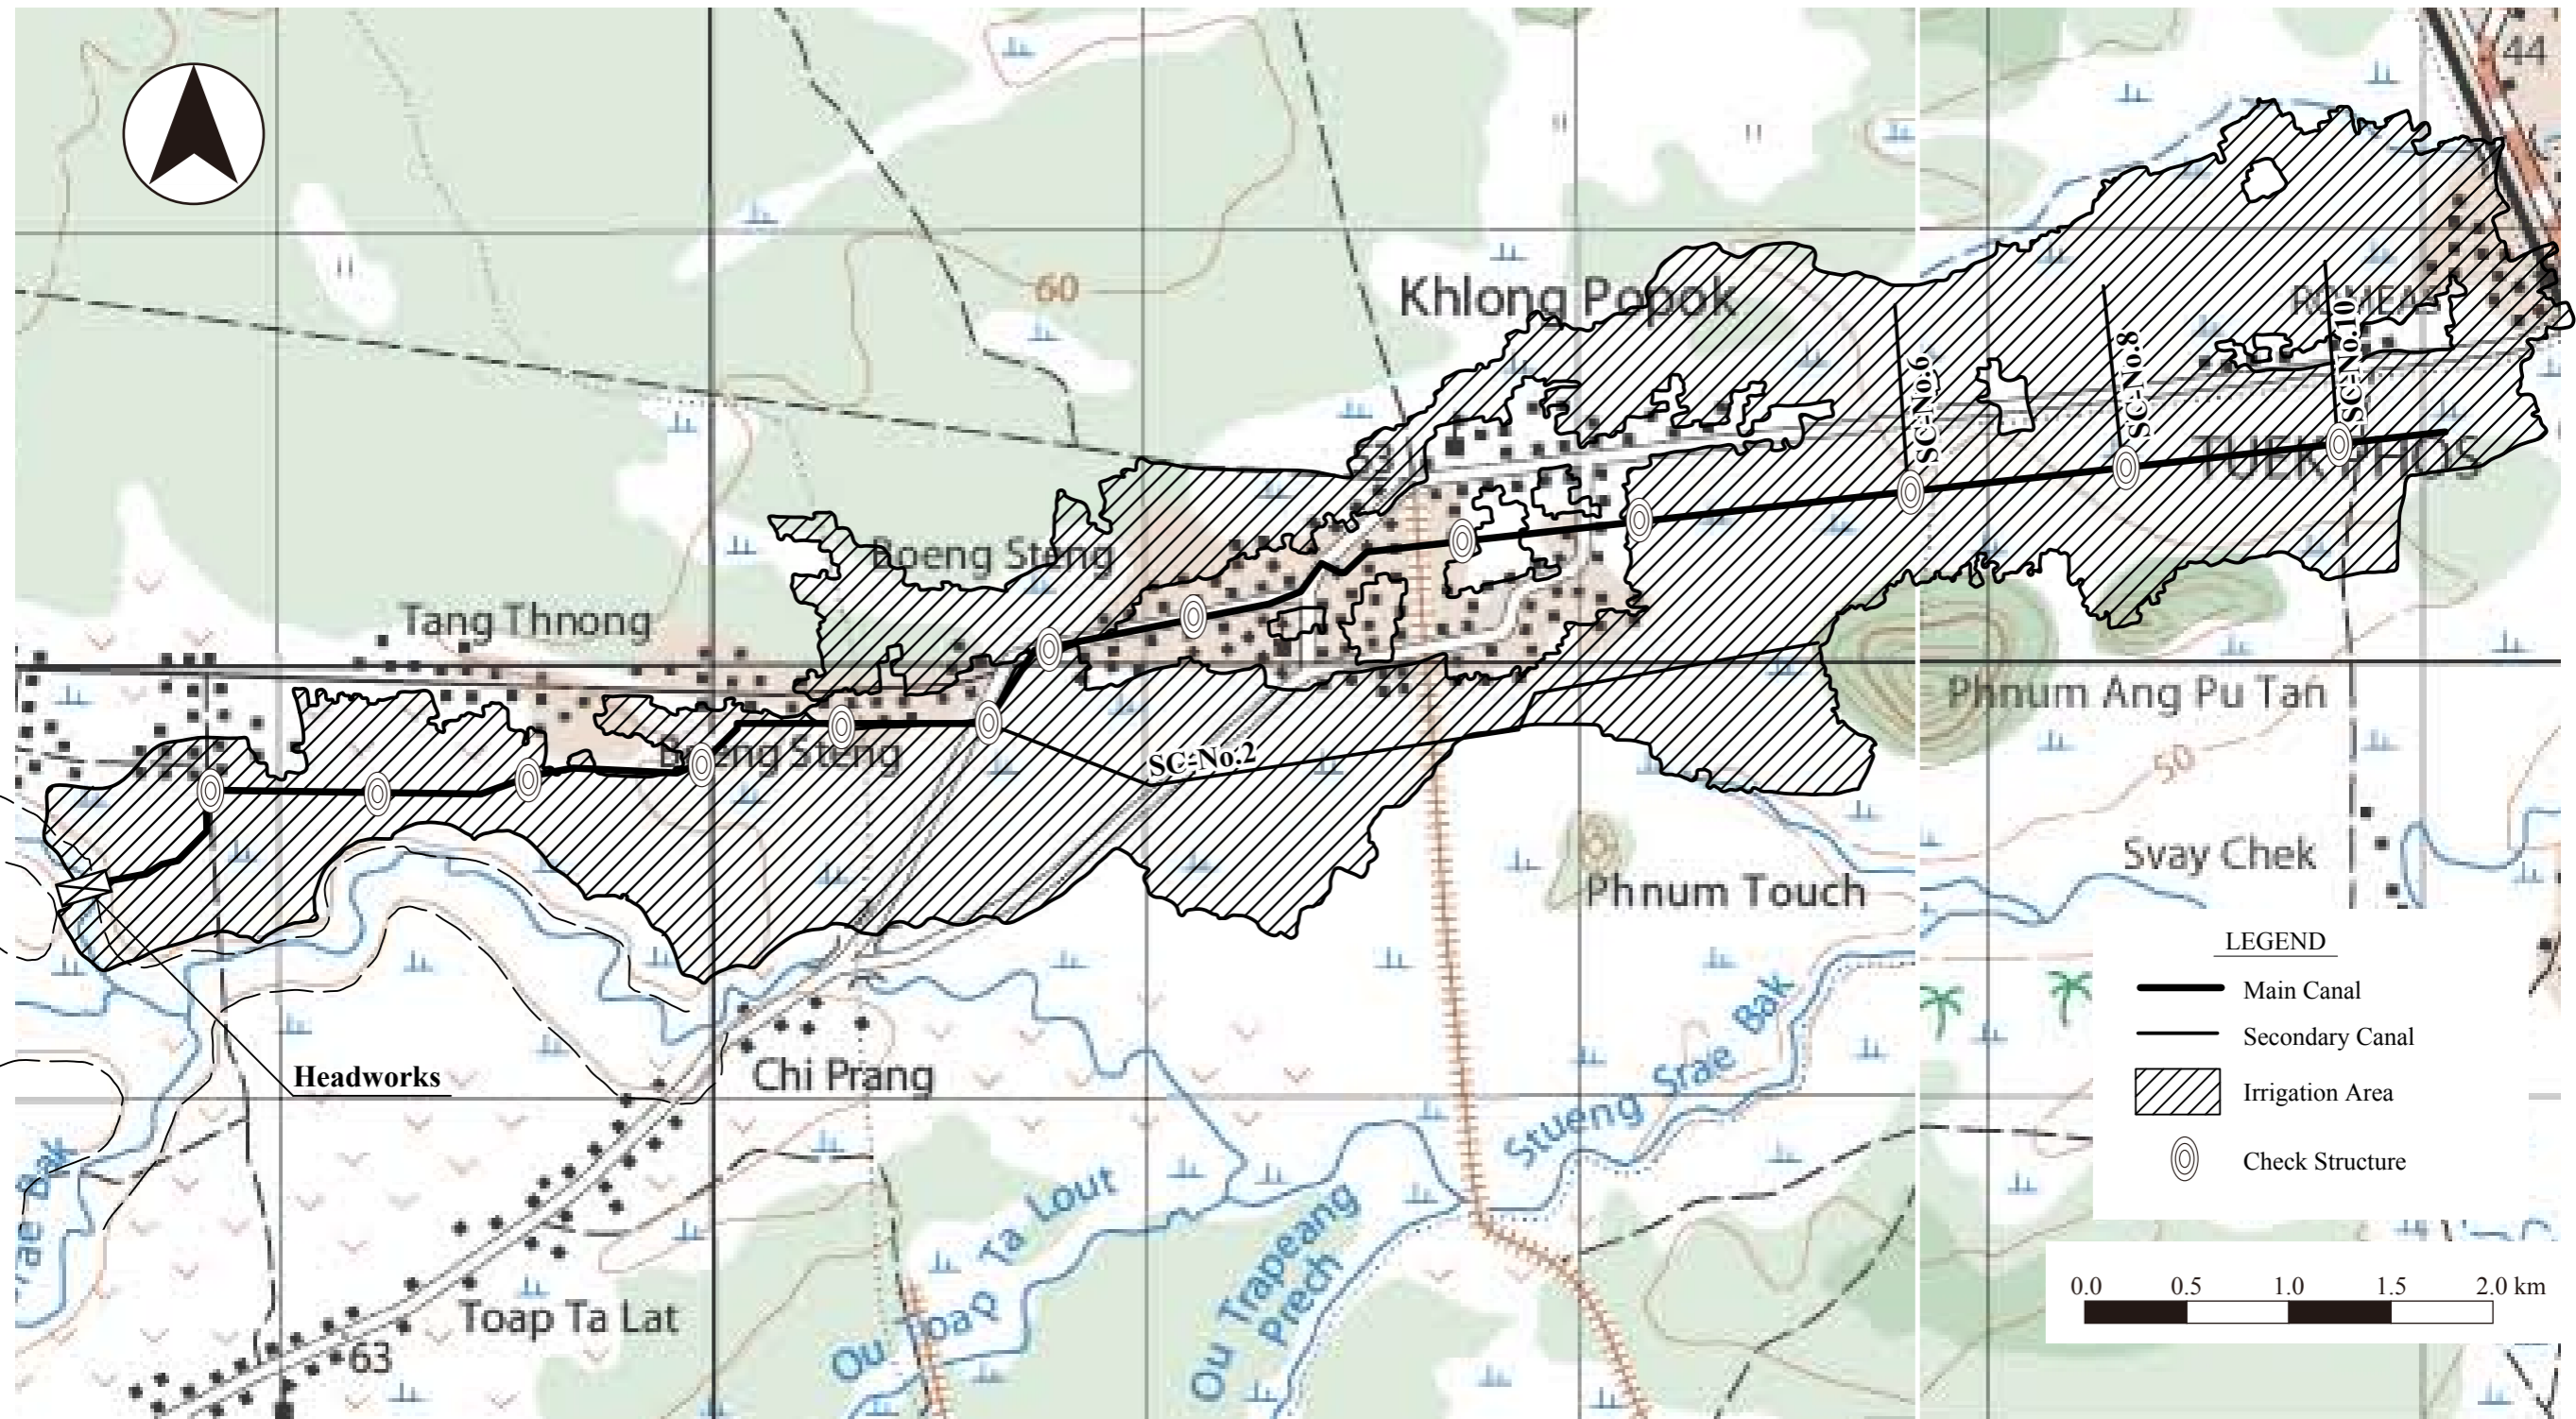 44
60
Khlong Popok
SC-No.6
SC-No.8
SC-No.10
53
TUEK PHOS
Boeng Steng
Tang Thnong
Boeng Steng
SC-No.2
Phnum Ang Pu Tan
50
Svay Chek
Phnum Touch
Headworks
Chi Prang
Stueng Srae Bak
Ou Toap Ta Lout
Ou Trapeang
Prech
Toap Ta Lat
63
LEGEND
Main Canal
Secondary Canal
Irrigation Area
Check Structure
0.0 0.5 1.0 1.5 2.0 km